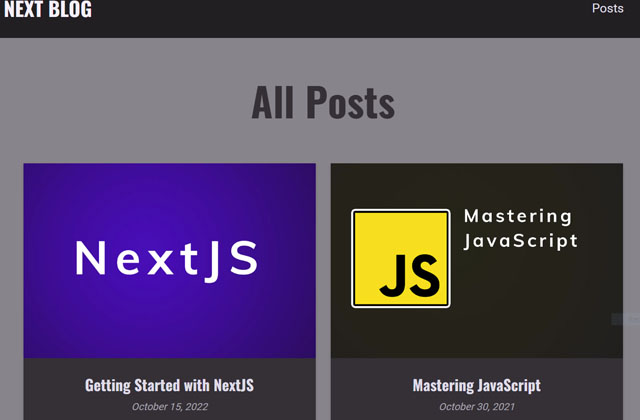 NEXT BLOG
Posts
All Posts
NextJS
Mastering
JavaScript
JS
Getting Started with NextJS
Mastering JavaScript
October 15, 2022
October 30, 2021